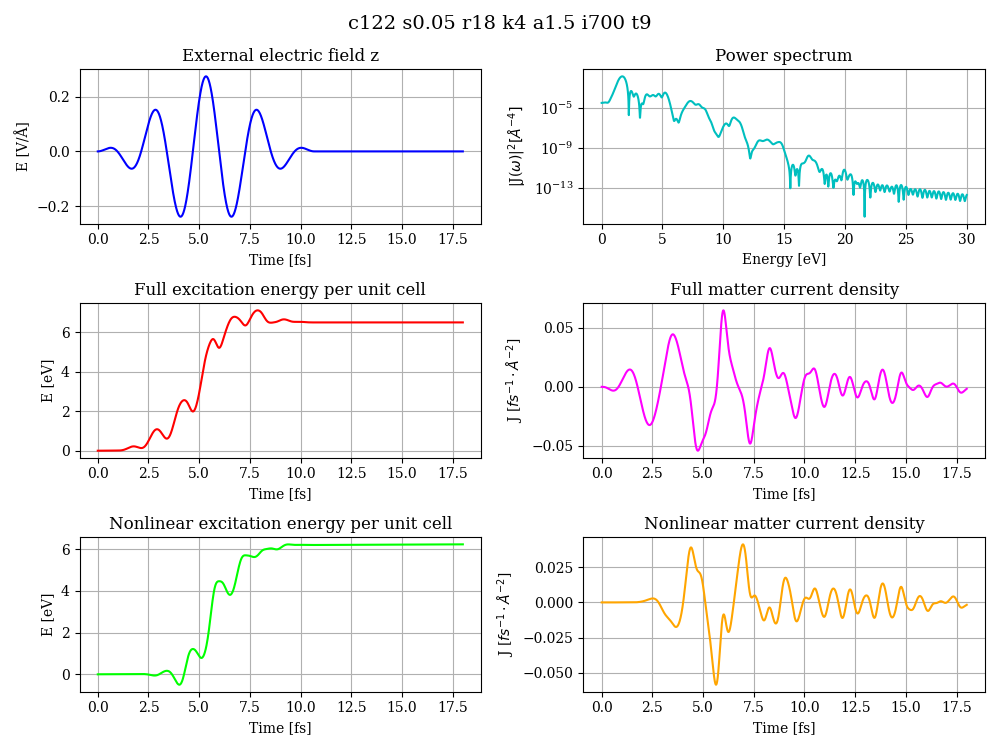 c122 s0.05 r18 k4 a1.5 i700 t9
External electric field z
E [V/Å]
0.2
0.0
−0.2
0.0 2.5 5.0 7.5 10.0 12.5 15.0 17.5
Time [fs]
Power spectrum
|J(ω)|² [Å⁻⁴]
10⁻⁵
10⁻⁹
10⁻¹³
0 5 10 15 20 25 30
Energy [eV]
Full excitation energy per unit cell
E [eV]
6
4
2
0
0.0 2.5 5.0 7.5 10.0 12.5 15.0 17.5
Time [fs]
Full matter current density
J [fs⁻¹ · Å⁻²]
0.05
0.00
−0.05
0.0 2.5 5.0 7.5 10.0 12.5 15.0 17.5
Time [fs]
Nonlinear excitation energy per unit cell
E [eV]
6
4
2
0
0.0 2.5 5.0 7.5 10.0 12.5 15.0 17.5
Time [fs]
Nonlinear matter current density
J [fs⁻¹ · Å⁻²]
0.025
0.000
−0.025
−0.050
0.0 2.5 5.0 7.5 10.0 12.5 15.0 17.5
Time [fs]